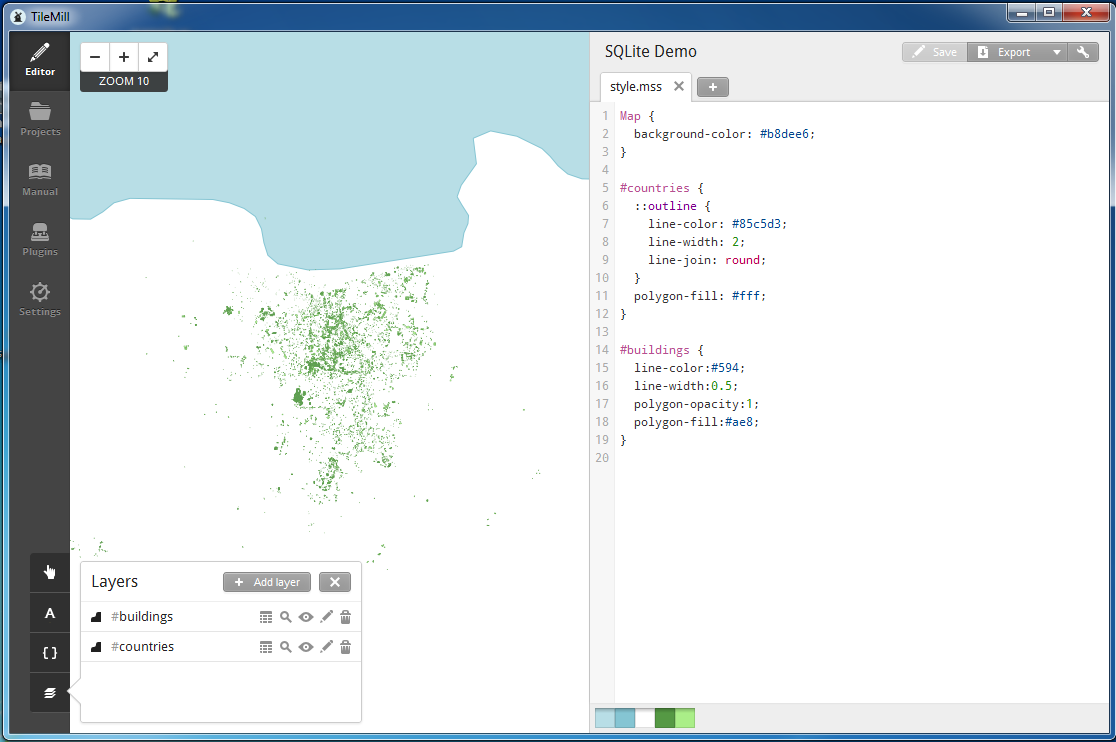 TileMill
Editor
Projects
Manual
Plugins
Settings
ZOOM 10
A
{ }
Layers
+ Add layer
#buildings
#countries
SQLite Demo
Save
Export
style.mss
+
1 Map {
2 background-color: #b8dee6;
3 }
4
5 #countries {
6 ::outline {
7 line-color: #85c5d3;
8 line-width: 2;
9 line-join: round;
10 }
11 polygon-fill: #fff;
12 }
13
14 #buildings {
15 line-color:#594;
16 line-width:0.5;
17 polygon-opacity:1;
18 polygon-fill:#ae8;
19 }
20